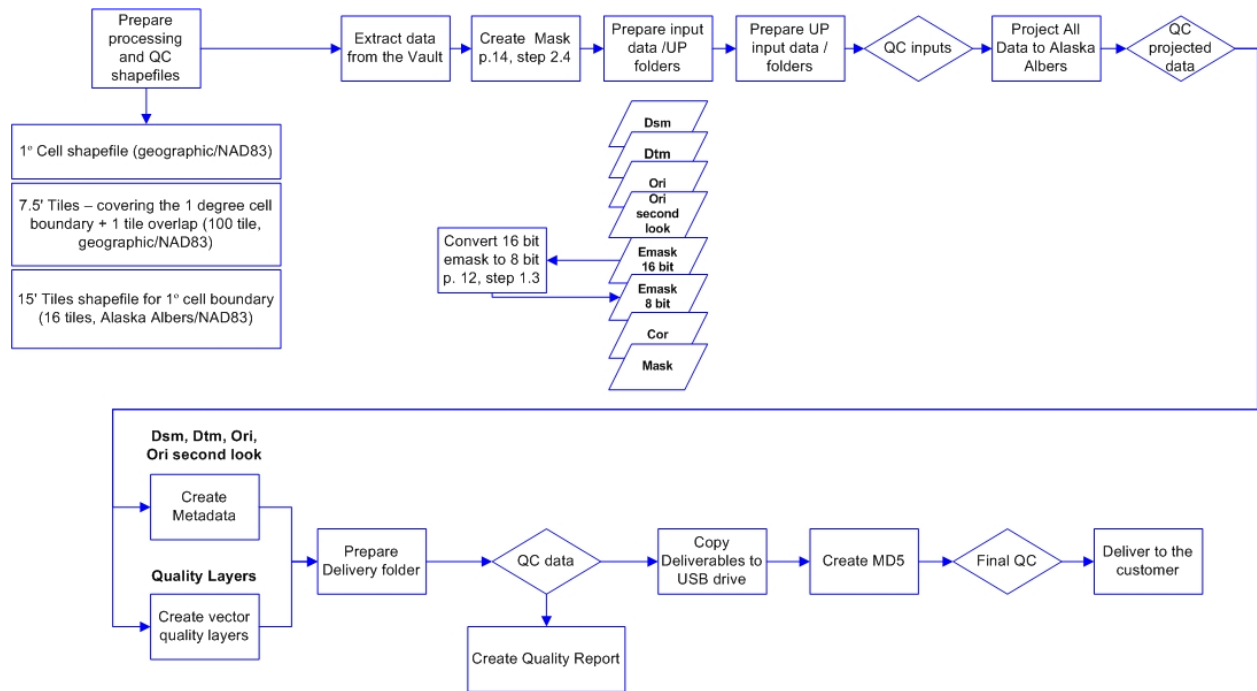 Prepare
processing
and QC
shapefiles
Extract data
from the Vault
Create Mask
p.14, step 2.4
Prepare input
data /UP
folders
Prepare UP
input data /
folders
QC inputs
Project All
Data to Alaska
Albers
QC
projected
data
1º Cell shapefile (geographic/NAD83)
7.5' Tiles – covering the 1 degree cell
boundary + 1 tile overlap (100 tile,
geographic/NAD83)
15' Tiles shapefile for 1º cell boundary
(16 tiles, Alaska Albers/NAD83)
Dsm
Dtm
Ori
Ori
second
look
Emask
16 bit
Emask
8 bit
Cor
Mask
Convert 16 bit
emask to 8 bit
p. 12, step 1.3
Dsm, Dtm, Ori,
Ori second look
Create
Metadata
Quality Layers
Create vector
quality layers
Prepare
Delivery folder
QC data
Create Quality Report
Copy
Deliverables to
USB drive
Create MD5
Final QC
Deliver to the
customer